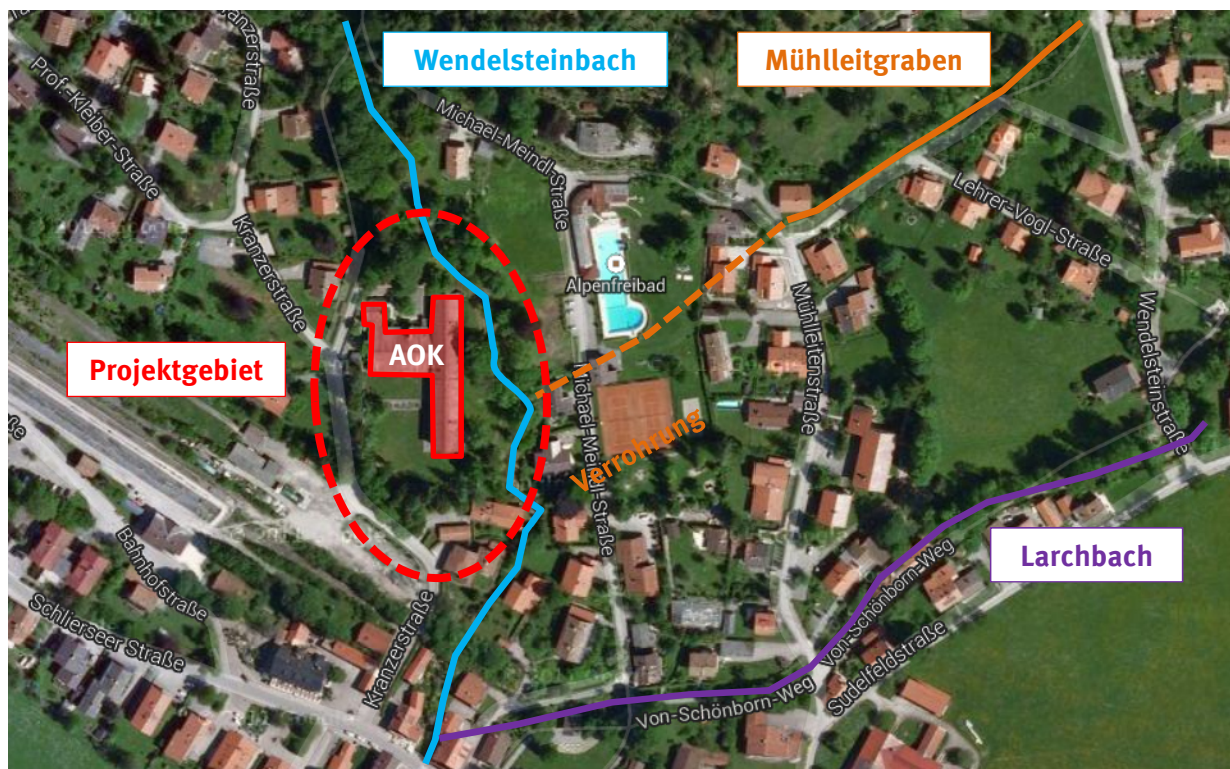 Wendelsteinbach
Mühlleitgraben
Prof.-Kleiber-Straße
Kranzerstraße
Michael-Meindl-Straße
Lehrer-Vogl-Straße
Alpenfreibad
Mühlleitenstraße
Wendelsteinstraße
Kranzerstraße
Projektgebiet
AOK
Michael-Meindl-Straße
Verrohrung
Larchbach
Bahnhofstraße
Schlierseer Straße
Kranzerstraße
Von-Schönborn-Weg
Von-Schönborn-Weg
Sudelfeldstraße